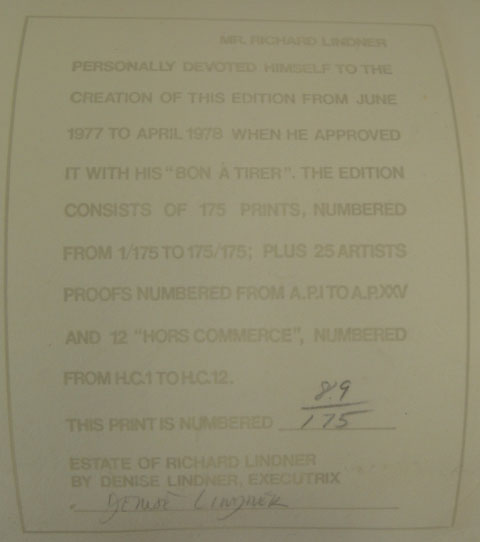 MR. RICHARD LINDNER
PERSONALLY DEVOTED HIMSELF TO THE
CREATION OF THIS EDITION FROM JUNE
1977 TO APRIL 1978 WHEN HE APPROVED
IT WITH HIS "BON À TIRER". THE EDITION
CONSISTS OF 175 PRINTS, NUMBERED
FROM 1/175 TO 175/175; PLUS 25 ARTISTS
PROOFS NUMBERED FROM A.P.I TO A.P.XXV
AND 12 "HORS COMMERCE", NUMBERED
FROM H.C.1 TO H.C.12.
89
THIS PRINT IS NUMBERED 175
ESTATE OF RICHARD LINDNER
BY DENISE LINDNER, EXECUTRIX
Denise Lindner